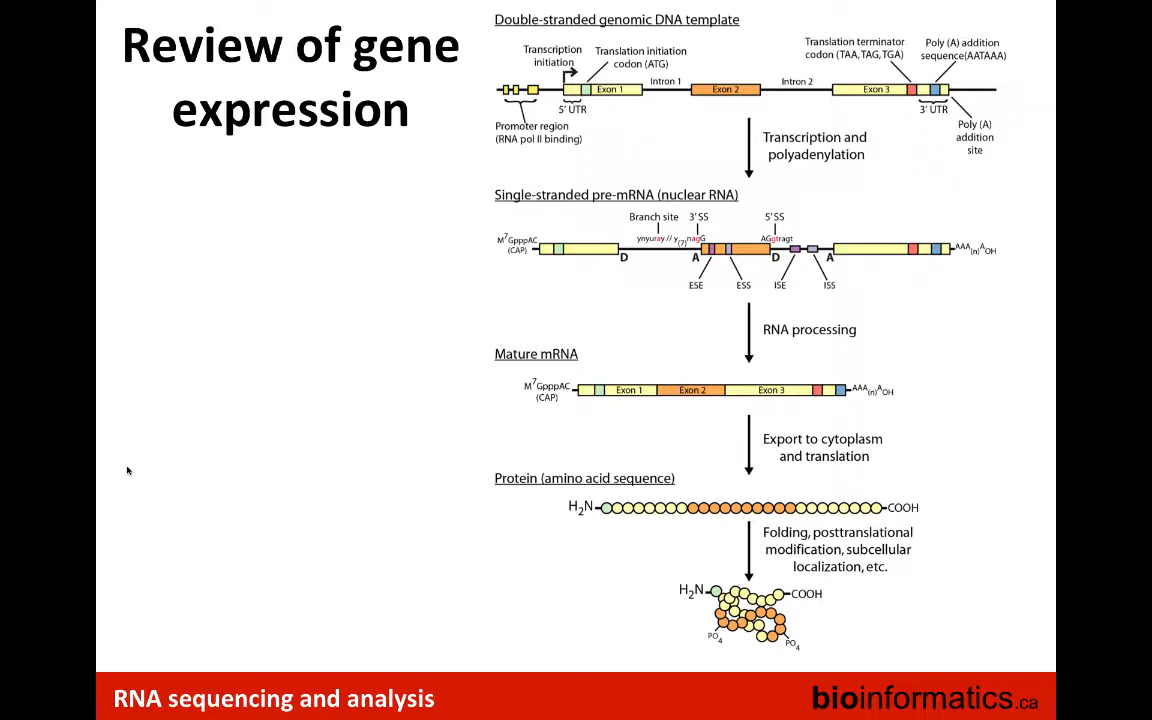 Review of gene
expression
Double-stranded genomic DNA template
Transcription
initiation
Translation initiation
codon (ATG)
Translation terminator
codon (TAA, TAG, TGA)
Poly (A) addition
sequence(AATAAA)
Exon 1
Intron 1
Exon 2
Intron 2
Exon 3
5' UTR
3' UTR
Promoter region
(RNA pol II binding)
Poly (A)
addition
site
Transcription and
polyadenylation
Single-stranded pre-mRNA (nuclear RNA)
Branch site
3' SS
5' SS
ynyuray // y(7)nagG
AGgtragt
M7GpppAC
(CAP)
AAA(n)AOH
D
A
D
A
ESE
ESS
ISE
ISS
RNA processing
Mature mRNA
M7GpppAC
(CAP)
Exon 1
Exon 2
Exon 3
AAA(n)AOH
Export to cytoplasm
and translation
Protein (amino acid sequence)
H2N
COOH
Folding, posttranslational
modification, subcellular
localization, etc.
H2N
COOH
PO4
PO4
RNA sequencing and analysis
bioinformatics.ca